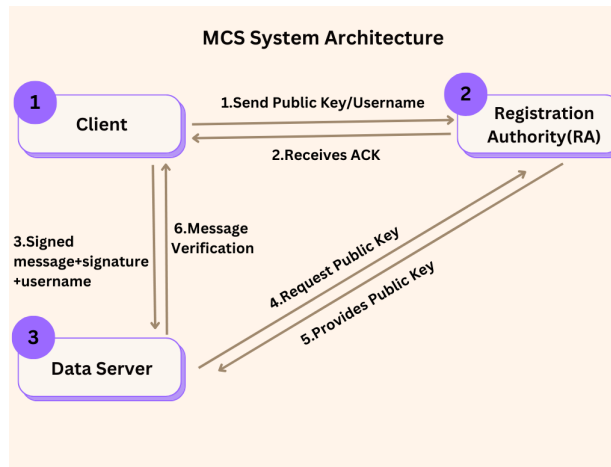 MCS System Architecture
1
Client
1.Send Public Key/Username
2.Receives ACK
2
Registration
Authority(RA)
3.Signed
message+signature
+username
6.Message
Verification
4.Request Public Key
5.Provides Public Key
3
Data Server